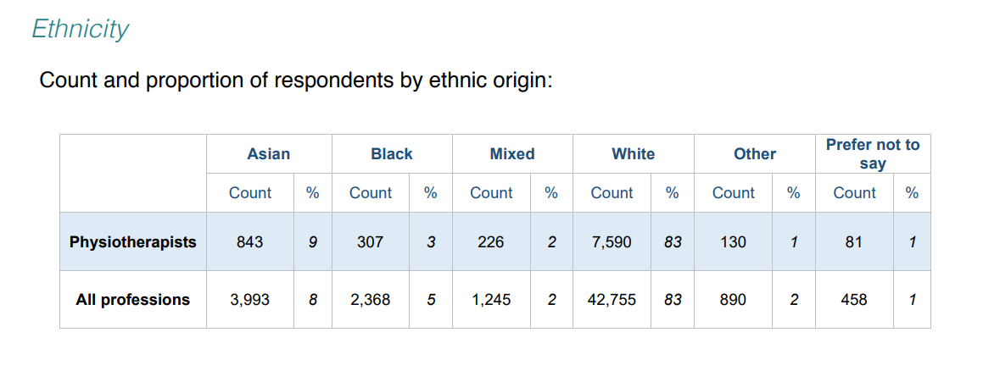 Ethnicity
Count and proportion of respondents by ethnic origin:
Asian Black Mixed White Other Prefer not to say
Count % Count % Count % Count % Count % Count %
Physiotherapists 843 9 307 3 226 2 7,590 83 130 1 81 1
All professions 3,993 8 2,368 5 1,245 2 42,755 83 890 2 458 1